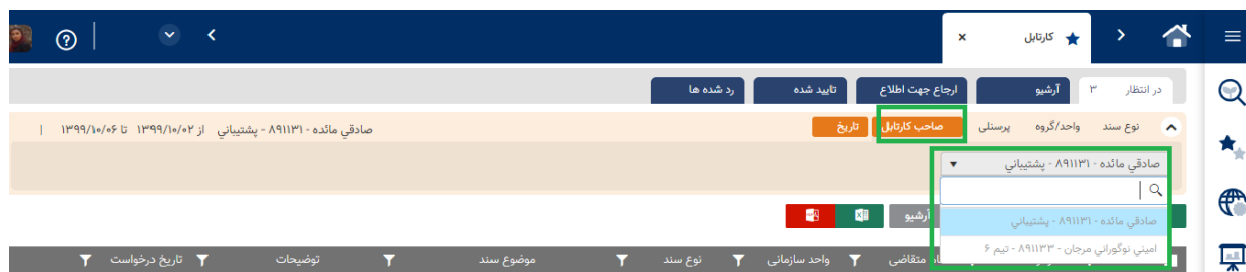 کارتابل ×
در انتظار ۳ آرشیو ارجاع جهت اطلاع تایید شده رد شده ها
نوع سند واحد/گروه پرسنلی صاحب کارتابل تاریخ صادقي مائده - ۸۹۱۱۳۱ - پشتيباني از ۱۳۹۹/۱۰/۰۲ تا ۱۳۹۹/۱۰/۰۶ |
صادقي مائده - ۸۹۱۱۳۱ - پشتيباني
آرشیو
صادقي مائده - ۸۹۱۱۳۱ - پشتيباني
اميني نوگوراني مرجان - ۸۹۱۱۳۳ - تیم ۶
متقاضی واحد سازمانی نوع سند موضوع سند توضیحات تاریخ درخواست